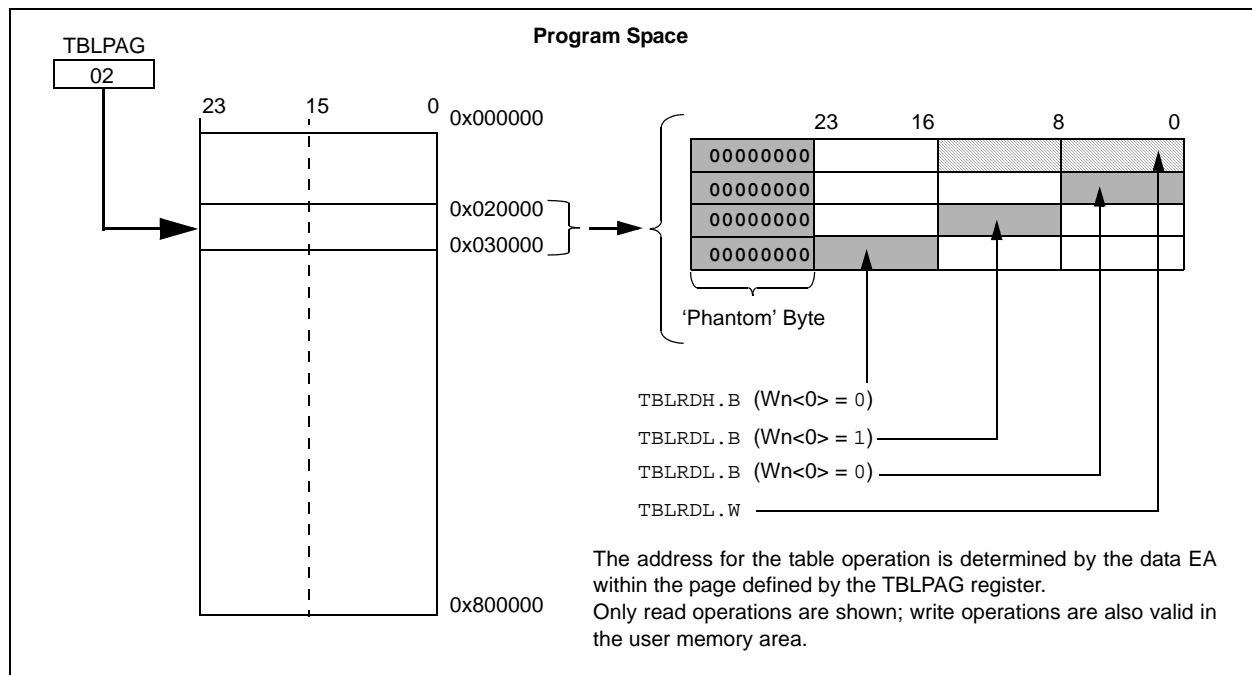 Program Space
TBLPAG
02
23 15 0
0x000000
0x020000
0x030000
0x800000
23 16 8 0
00000000
00000000
00000000
00000000
‘Phantom’ Byte
TBLRDH.B (Wn<0> = 0)
TBLRDL.B (Wn<0> = 1)
TBLRDL.B (Wn<0> = 0)
TBLRDL.W
The address for the table operation is determined by the data EA
within the page defined by the TBLPAG register.
Only read operations are shown; write operations are also valid in
the user memory area.